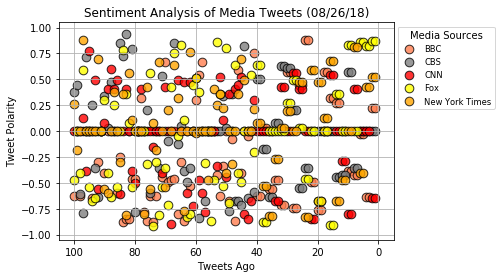 Sentiment Analysis of Media Tweets (08/26/18)
1.00
0.75
0.50
0.25
0.00
−0.25
−0.50
−0.75
−1.00
Tweet Polarity
100
80
60
40
20
0
Tweets Ago
Media Sources
BBC
CBS
CNN
Fox
New York Times